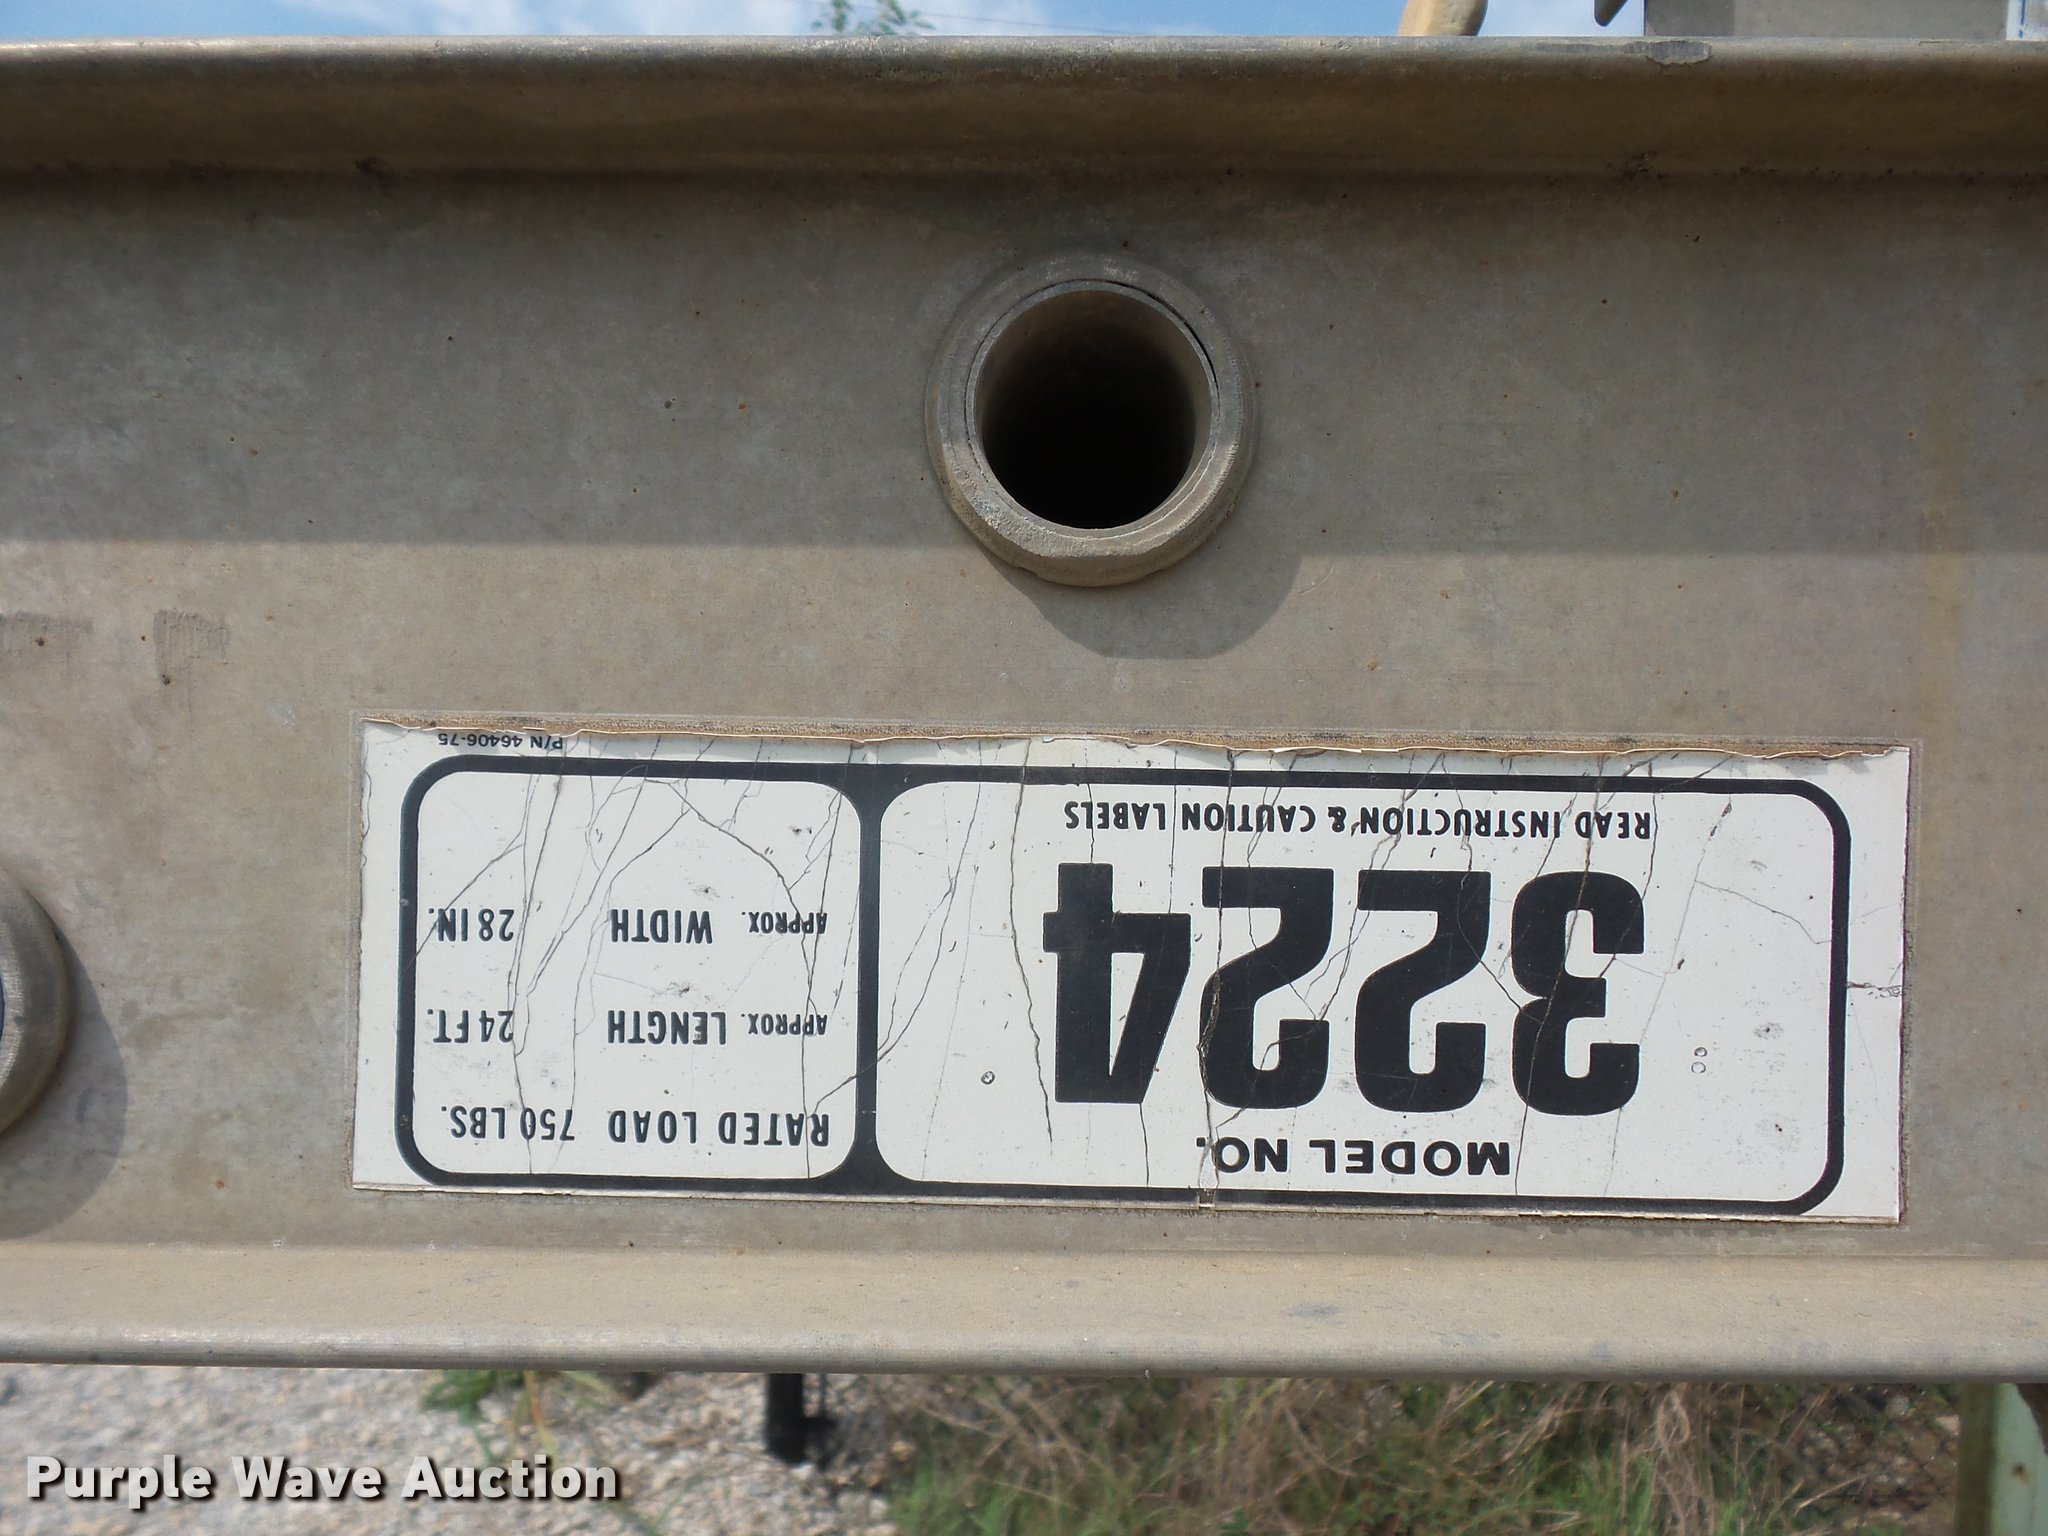 MODEL NO.
3224
READ INSTRUCTION & CAUTION LABELS
RATED LOAD 750 LBS.
APPROX. LENGTH 24 FT.
APPROX. WIDTH 28 IN.
P/N 46406-75
Purple Wave Auction